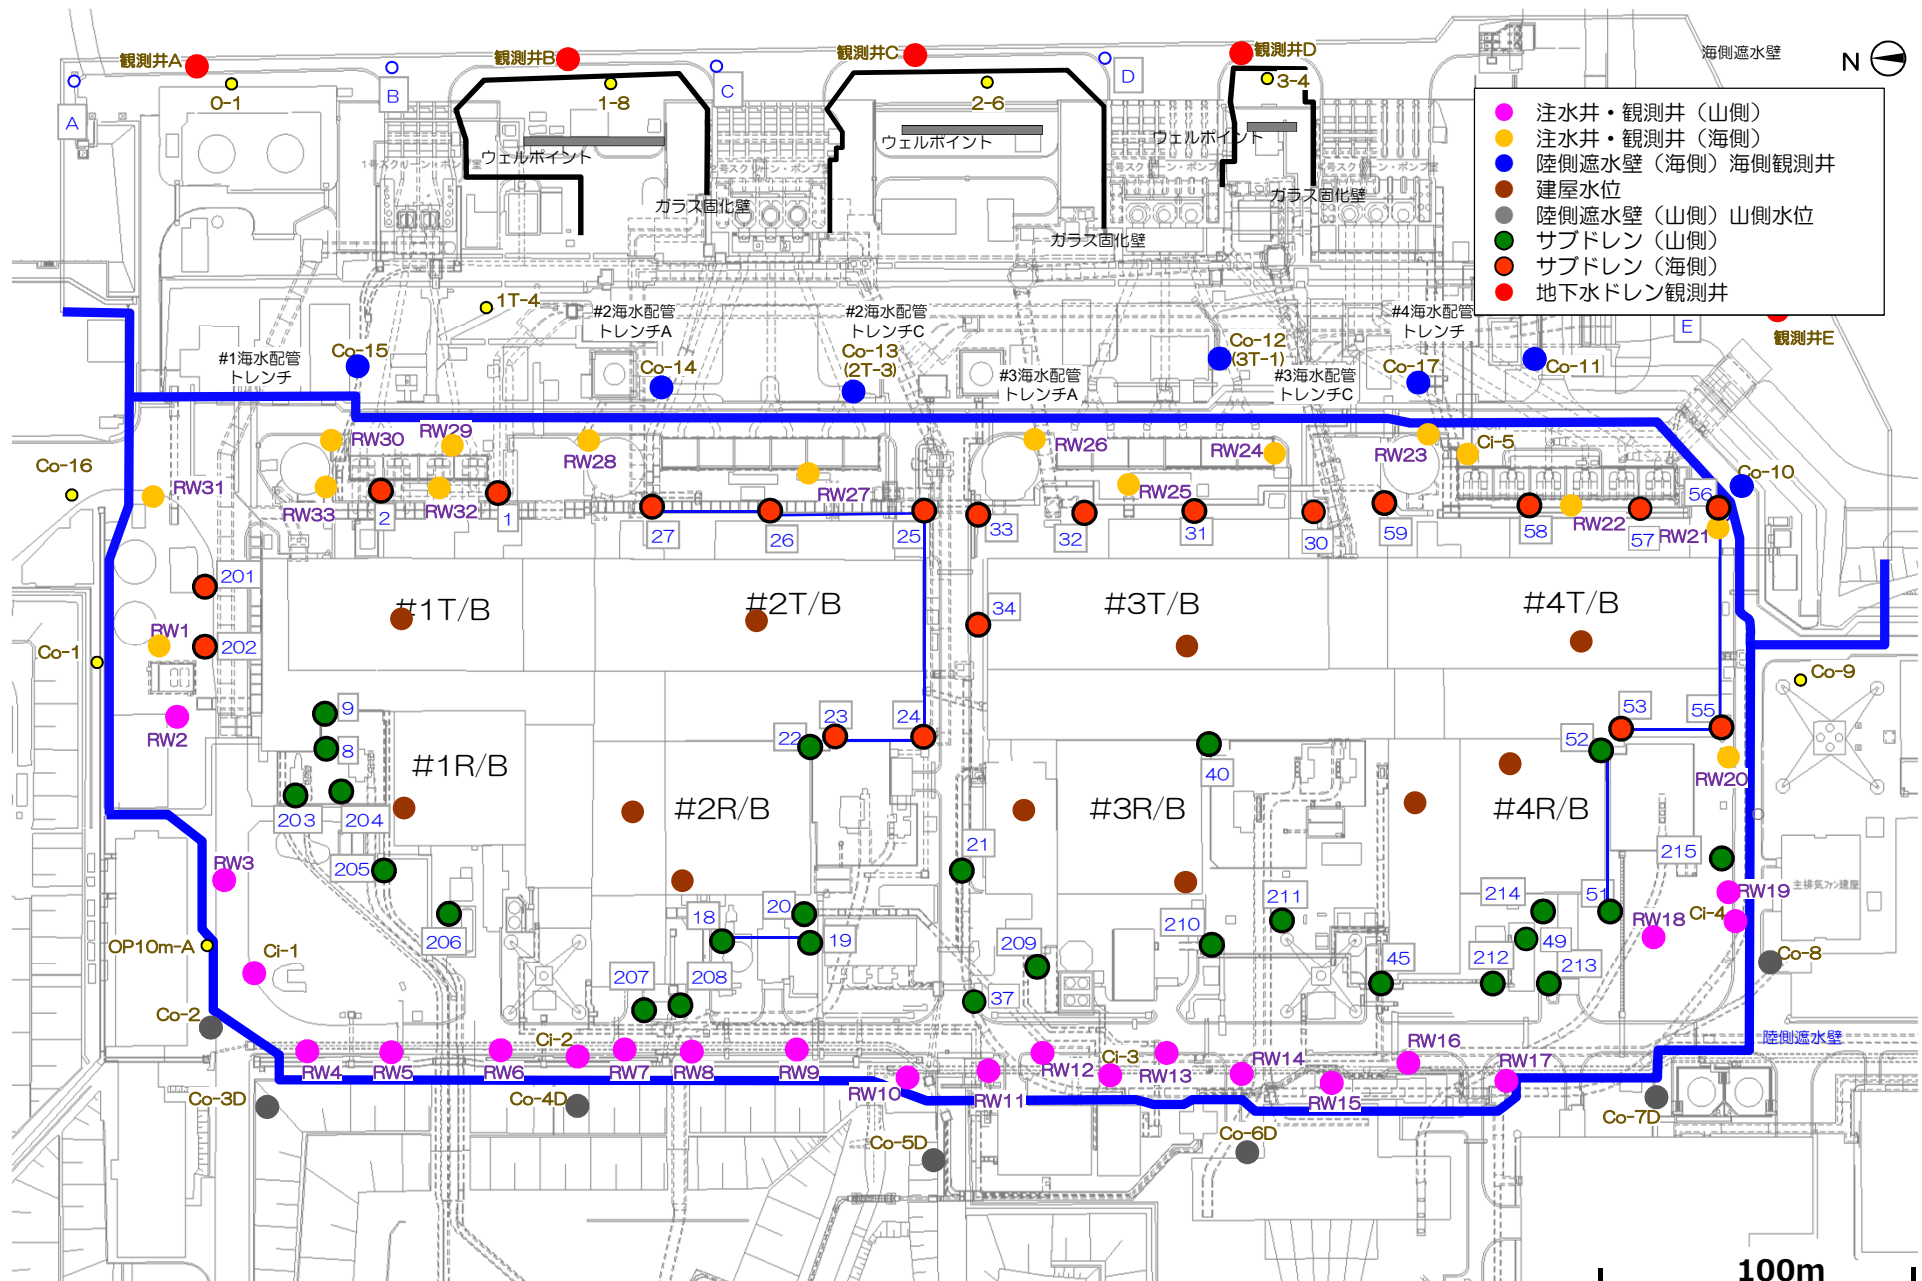 海側遮水壁
N
観測井A
観測井B
観測井C
観測井D
0-1
1-8
2-6
3-4
A
B
C
D
注水井・観測井（山側）
注水井・観測井（海側）
陸側遮水壁（海側）海側観測井
建屋水位
陸側遮水壁（山側）山側水位
サブドレン（山側）
サブドレン（海側）
地下水ドレン観測井
ウェルポイント
ウェルポイント
ウェルポイント
ガラス固化壁
ガラス固化壁
ガラス固化壁
1T-4
#2海水配管
トレンチA
#2海水配管
トレンチC
#4海水配管
トレンチ
E
観測井E
#1海水配管
トレンチ
Co-15
Co-14
Co-13
(2T-3)
#3海水配管
トレンチA
Co-12
(3T-1)
#3海水配管
トレンチC
Co-17
Co-11
RW30
RW29
RW28
RW26
RW24
RW23
Ci-5
Co-16
RW31
RW33
2
RW32
1
27
26
RW27
25
33
32
RW25
31
30
59
58
RW22
57
56
RW21
Co-10
201
#1T/B
#2T/B
34
#3T/B
#4T/B
RW1
202
Co-1
RW2
9
8
#1R/B
22
23
24
40
52
53
55
RW20
Co-9
203
204
#2R/B
#3R/B
#4R/B
RW3
205
206
21
215
主排気ファン建屋
RW19
Ci-4
OP10m-A
Ci-1
18
20
19
207
208
209
210
211
37
45
214
49
212
213
51
RW18
Co-8
Co-2
陸側遮水壁
RW4
RW5
RW6
Ci-2
RW7
RW8
RW9
RW10
RW11
RW12
Ci-3
RW13
RW14
RW15
RW16
RW17
Co-3D
Co-4D
Co-5D
Co-6D
Co-7D
100m